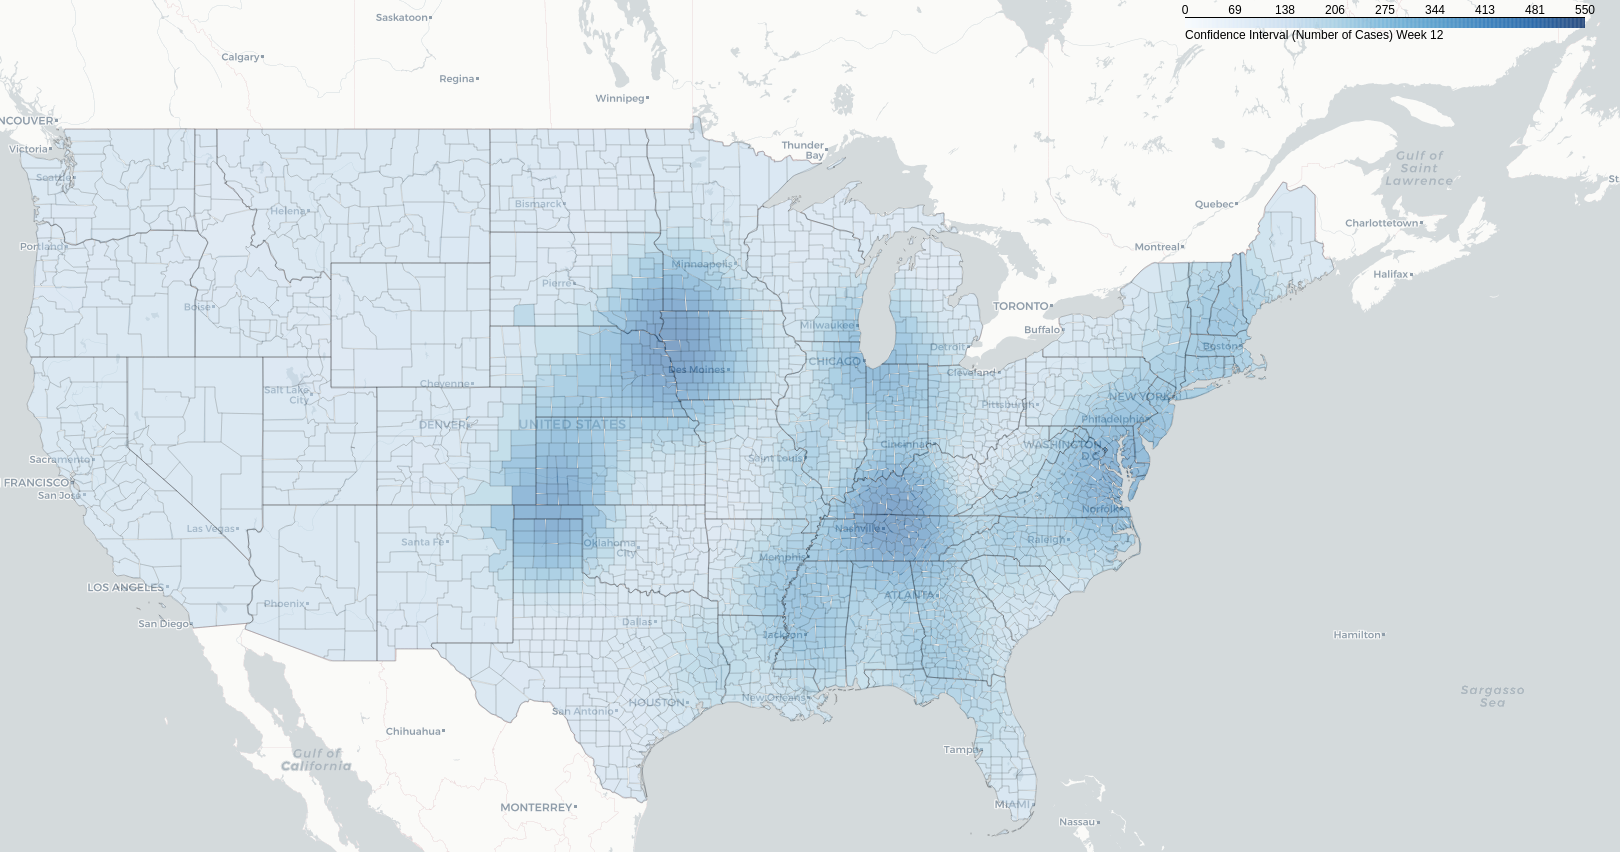 0 69 138 206 275 344 413 481 550
Confidence Interval (Number of Cases) Week 12
Saskatoon
Calgary
Regina
Winnipeg
NCOUVER
Victoria
Thunder
Bay
Gulf of
Saint
Lawrence
St
Seattle
Bismarck
Quebec
Helena
Charlottetown
Portland
Montreal
Minneapolis
Halifax
Pierre
Boise
TORONTO
Milwaukee
Buffalo
Detroit
Boston
CHICAGO
Des Moines
Cleveland
Cheyenne
Salt Lake
City
NEW YORK
Pittsburgh
Philadelphia
DENVER
UNITED STATES
Cincinnati
WASHINGTON
D C
Sacramento
Saint Louis
FRANCISCO
San Jose
Norfolk
Las Vegas
Nashville
Santa Fe
Oklahoma
City
Raleigh
Memphis
LOS ANGELES
ATLANTA
Phoenix
San Diego
Dallas
Jackson
Hamilton
Sargasso
Sea
New Orleans
HOUSTON
San Antonio
Chihuahua
Tampa
Gulf of
California
MONTERREY
MIAMI
Nassau